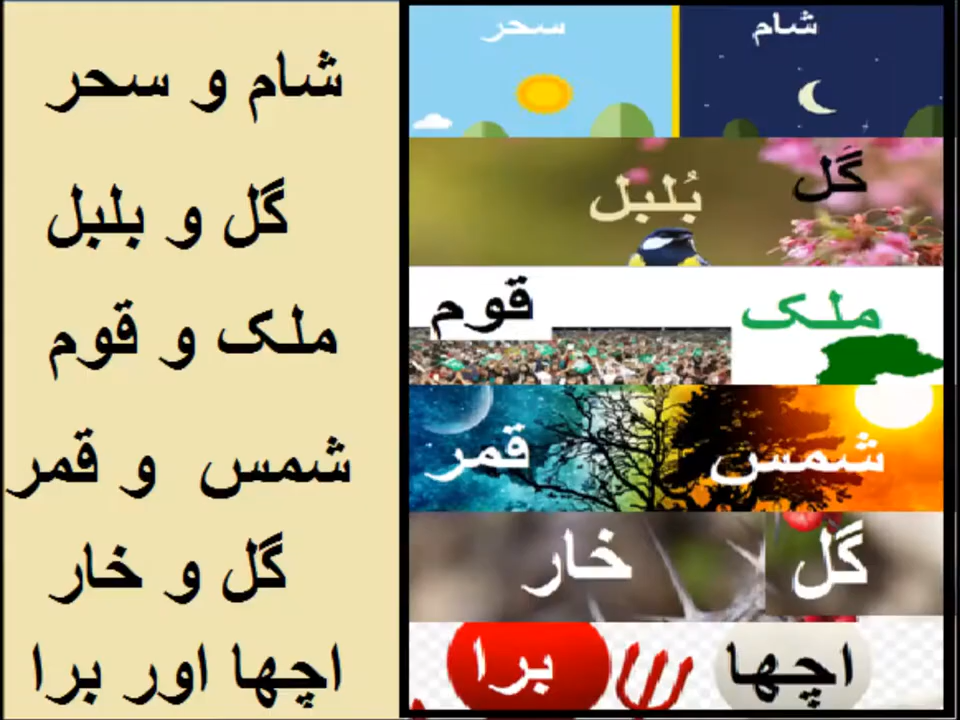 شام و سحر
گل و بلبل
ملک و قوم
شمس و قمر
گل و خار
اچھا اور برا
شام
سحر
گَل
بُلبل
ملک
قوم
شمس
قمر
گل
خار
اچھا
برا